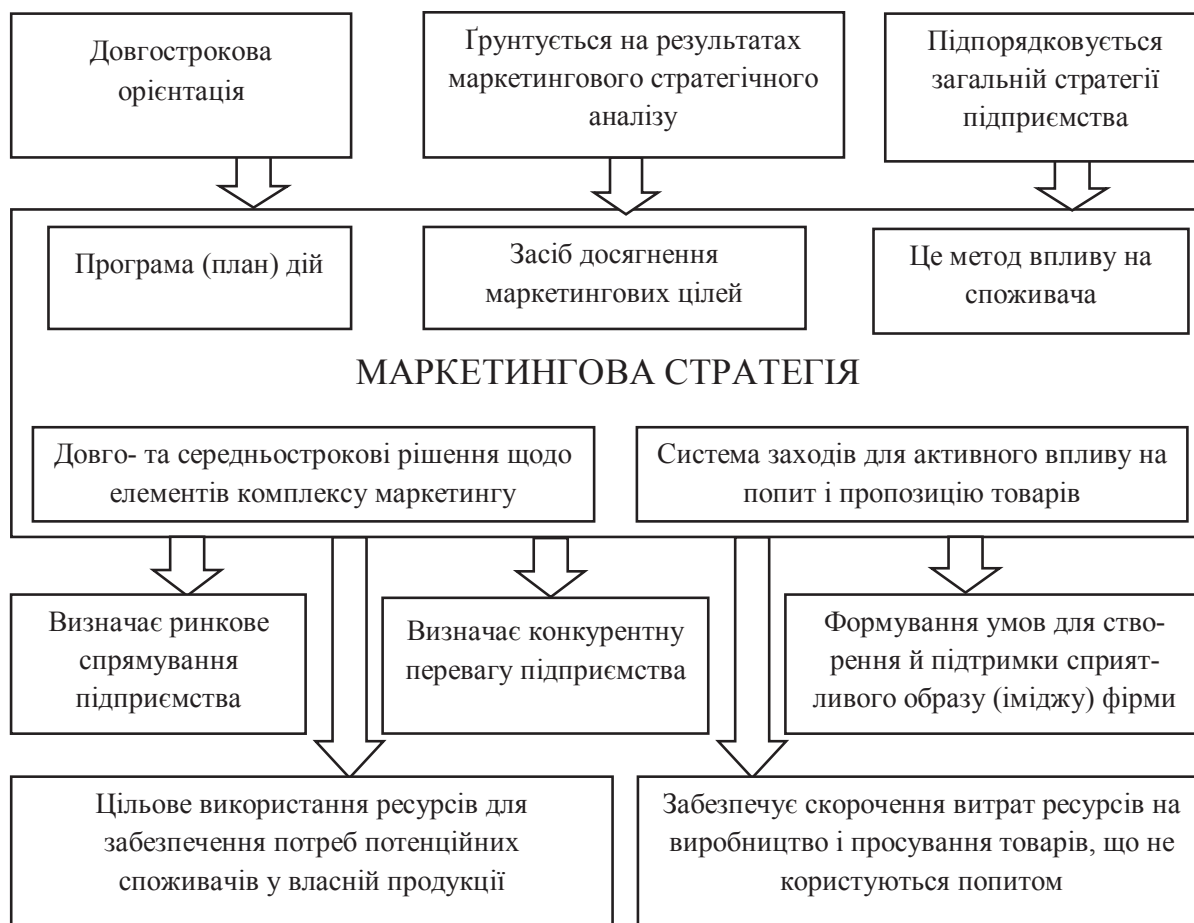 Довгострокова
орієнтація
Ґрунтується на результатах
маркетингового стратегічного
аналізу
Підпорядковується
загальній стратегії
підприємства
Програма (план) дій
Засіб досягнення
маркетингових цілей
Це метод впливу на
споживача
МАРКЕТИНГОВА СТРАТЕГІЯ
Довго- та середньострокові рішення щодо
елементів комплексу маркетингу
Система заходів для активного впливу на
попит і пропозицію товарів
Визначає ринкове
спрямування
підприємства
Визначає конкурентну
перевагу підприємства
Формування умов для ство-
рення й підтримки сприят-
ливого образу (іміджу) фірми
Цільове використання ресурсів для
забезпечення потреб потенційних
споживачів у власній продукції
Забезпечує скорочення витрат ресурсів на
виробництво і просування товарів, що не
користуються попитом